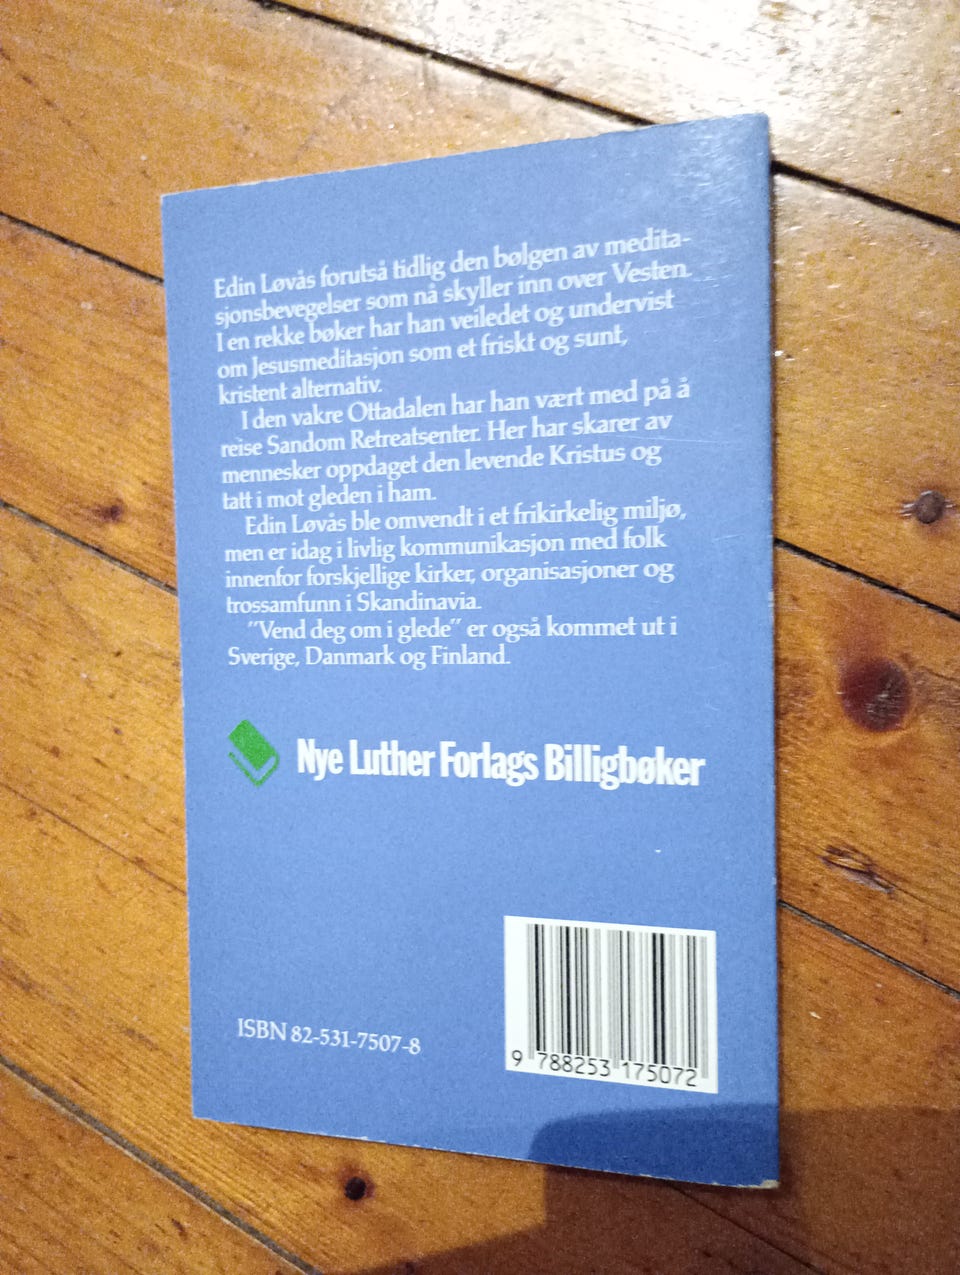 Edin Løvås forutså tidlig den bølgen av medita-
sjonsbevegelser som nå skyller inn over Vesten.
I en rekke bøker har han veiledet og undervist
om Jesusmeditasjon som et friskt og sunt,
kristent alternativ.
I den vakre Ottadalen har han vært med på å
reise Sandom Retreatsenter. Her har skarer av
mennesker oppdaget den levende Kristus og
tatt i mot gleden i ham.
Edin Løvås ble omvendt i et frikirkelig miljø,
men er idag i livlig kommunikasjon med folk
innenfor forskjellige kirker, organisasjoner og
trossamfunn i Skandinavia.
"Vend deg om i glede" er også kommet ut i
Sverige, Danmark og Finland.
Nye Luther Forlags Billigbøker
ISBN 82-531-7507-8
9 788253 175072